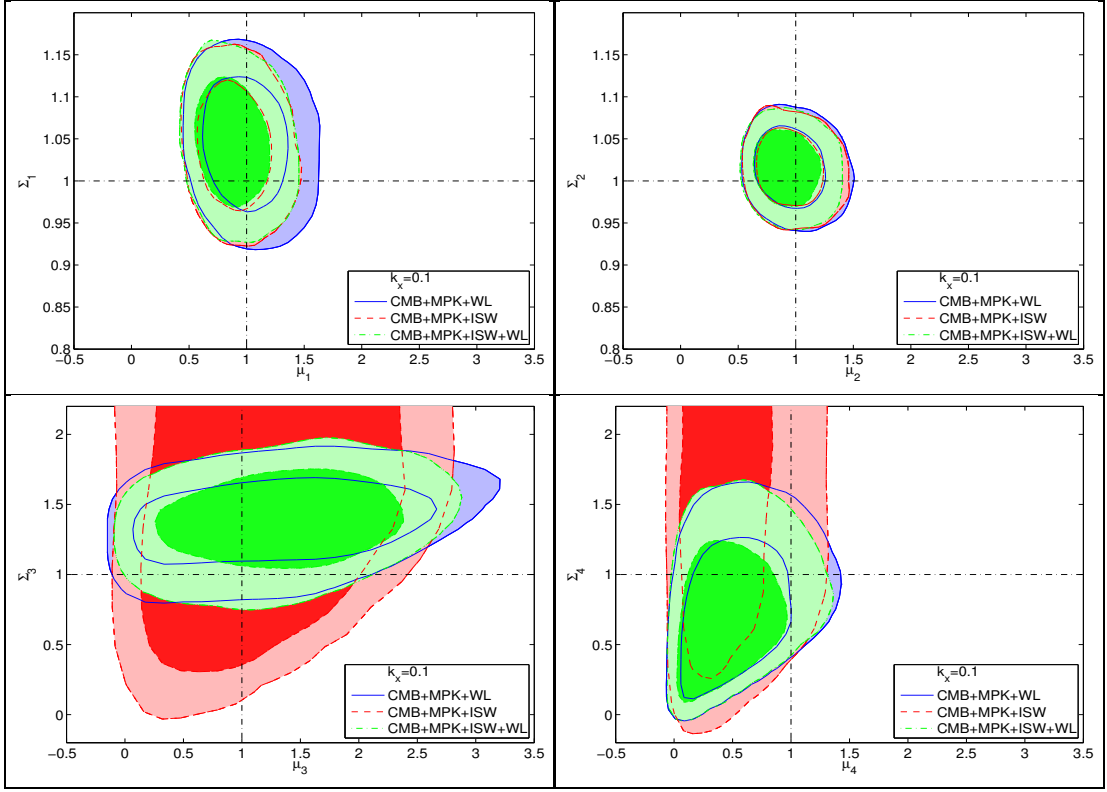 1.15
1.1
1.05
1
0.95
0.9
0.85
0.8
Σ1
−0.5 0 0.5 1 1.5 2 2.5 3 3.5
μ1
k_x=0.1
CMB+MPK+WL
CMB+MPK+ISW
CMB+MPK+ISW+WL
1.15
1.1
1.05
1
0.95
0.9
0.85
0.8
Σ2
−0.5 0 0.5 1 1.5 2 2.5 3 3.5
μ2
k_x=0.1
CMB+MPK+WL
CMB+MPK+ISW
CMB+MPK+ISW+WL
2
1.5
1
0.5
0
Σ3
−0.5 0 0.5 1 1.5 2 2.5 3 3.5
μ3
k_x=0.1
CMB+MPK+WL
CMB+MPK+ISW
CMB+MPK+ISW+WL
2
1.5
1
0.5
0
Σ4
−0.5 0 0.5 1 1.5 2 2.5 3 3.5
μ4
k_x=0.1
CMB+MPK+WL
CMB+MPK+ISW
CMB+MPK+ISW+WL